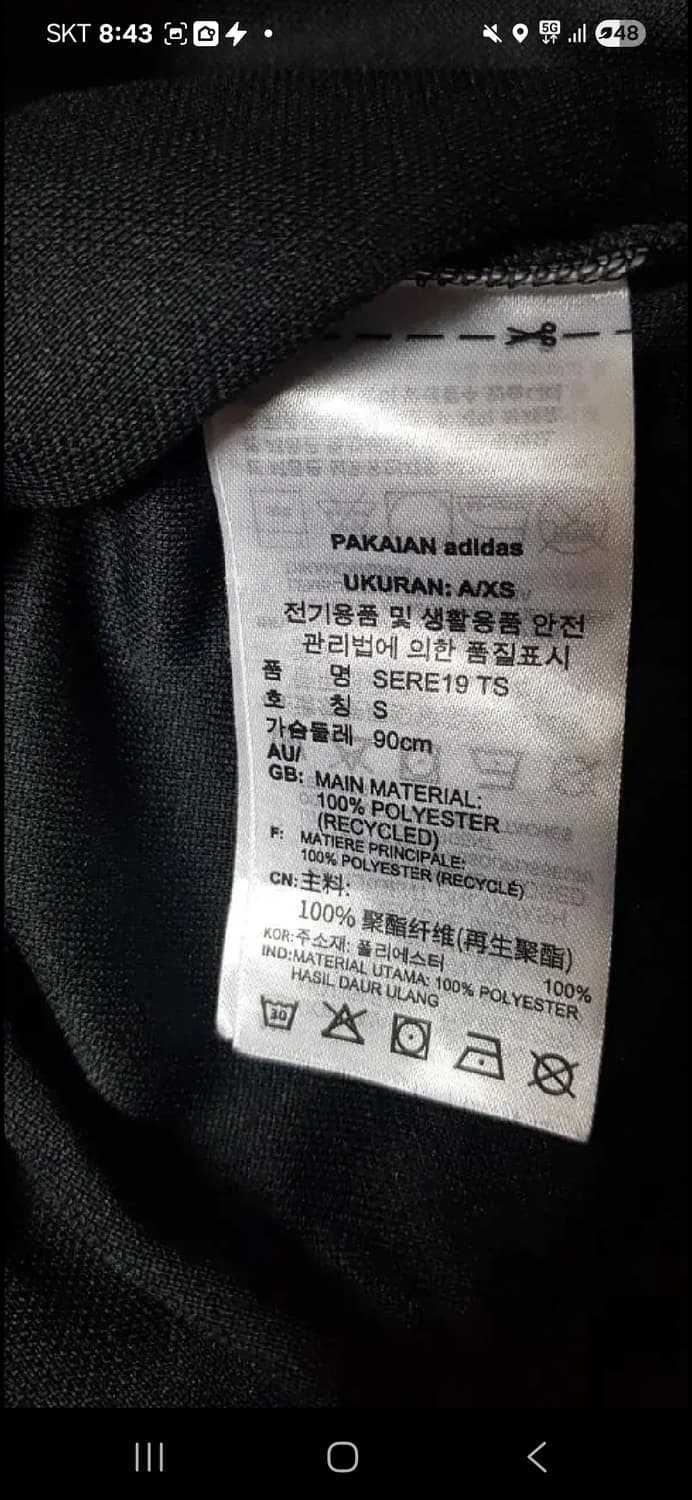 SKT 8:43
5G
48
PAKAIAN adidas
UKURAN: A/XS
전기용품 및 생활용품 안전
관리법에 의한 품질표시
품 명 SERE19 TS
호 칭 S
가슴둘레 90cm
AU/
GB: MAIN MATERIAL:
100% POLYESTER
(RECYCLED)
F: MATIERE PRINCIPALE:
100% POLYESTER (RECYCLÉ)
CN:主料:
100% 聚酯纤维(再生聚酯)
KOR:주소재: 폴리에스터
100%
IND:MATERIAL UTAMA: 100% POLYESTER
HASIL DAUR ULANG
30